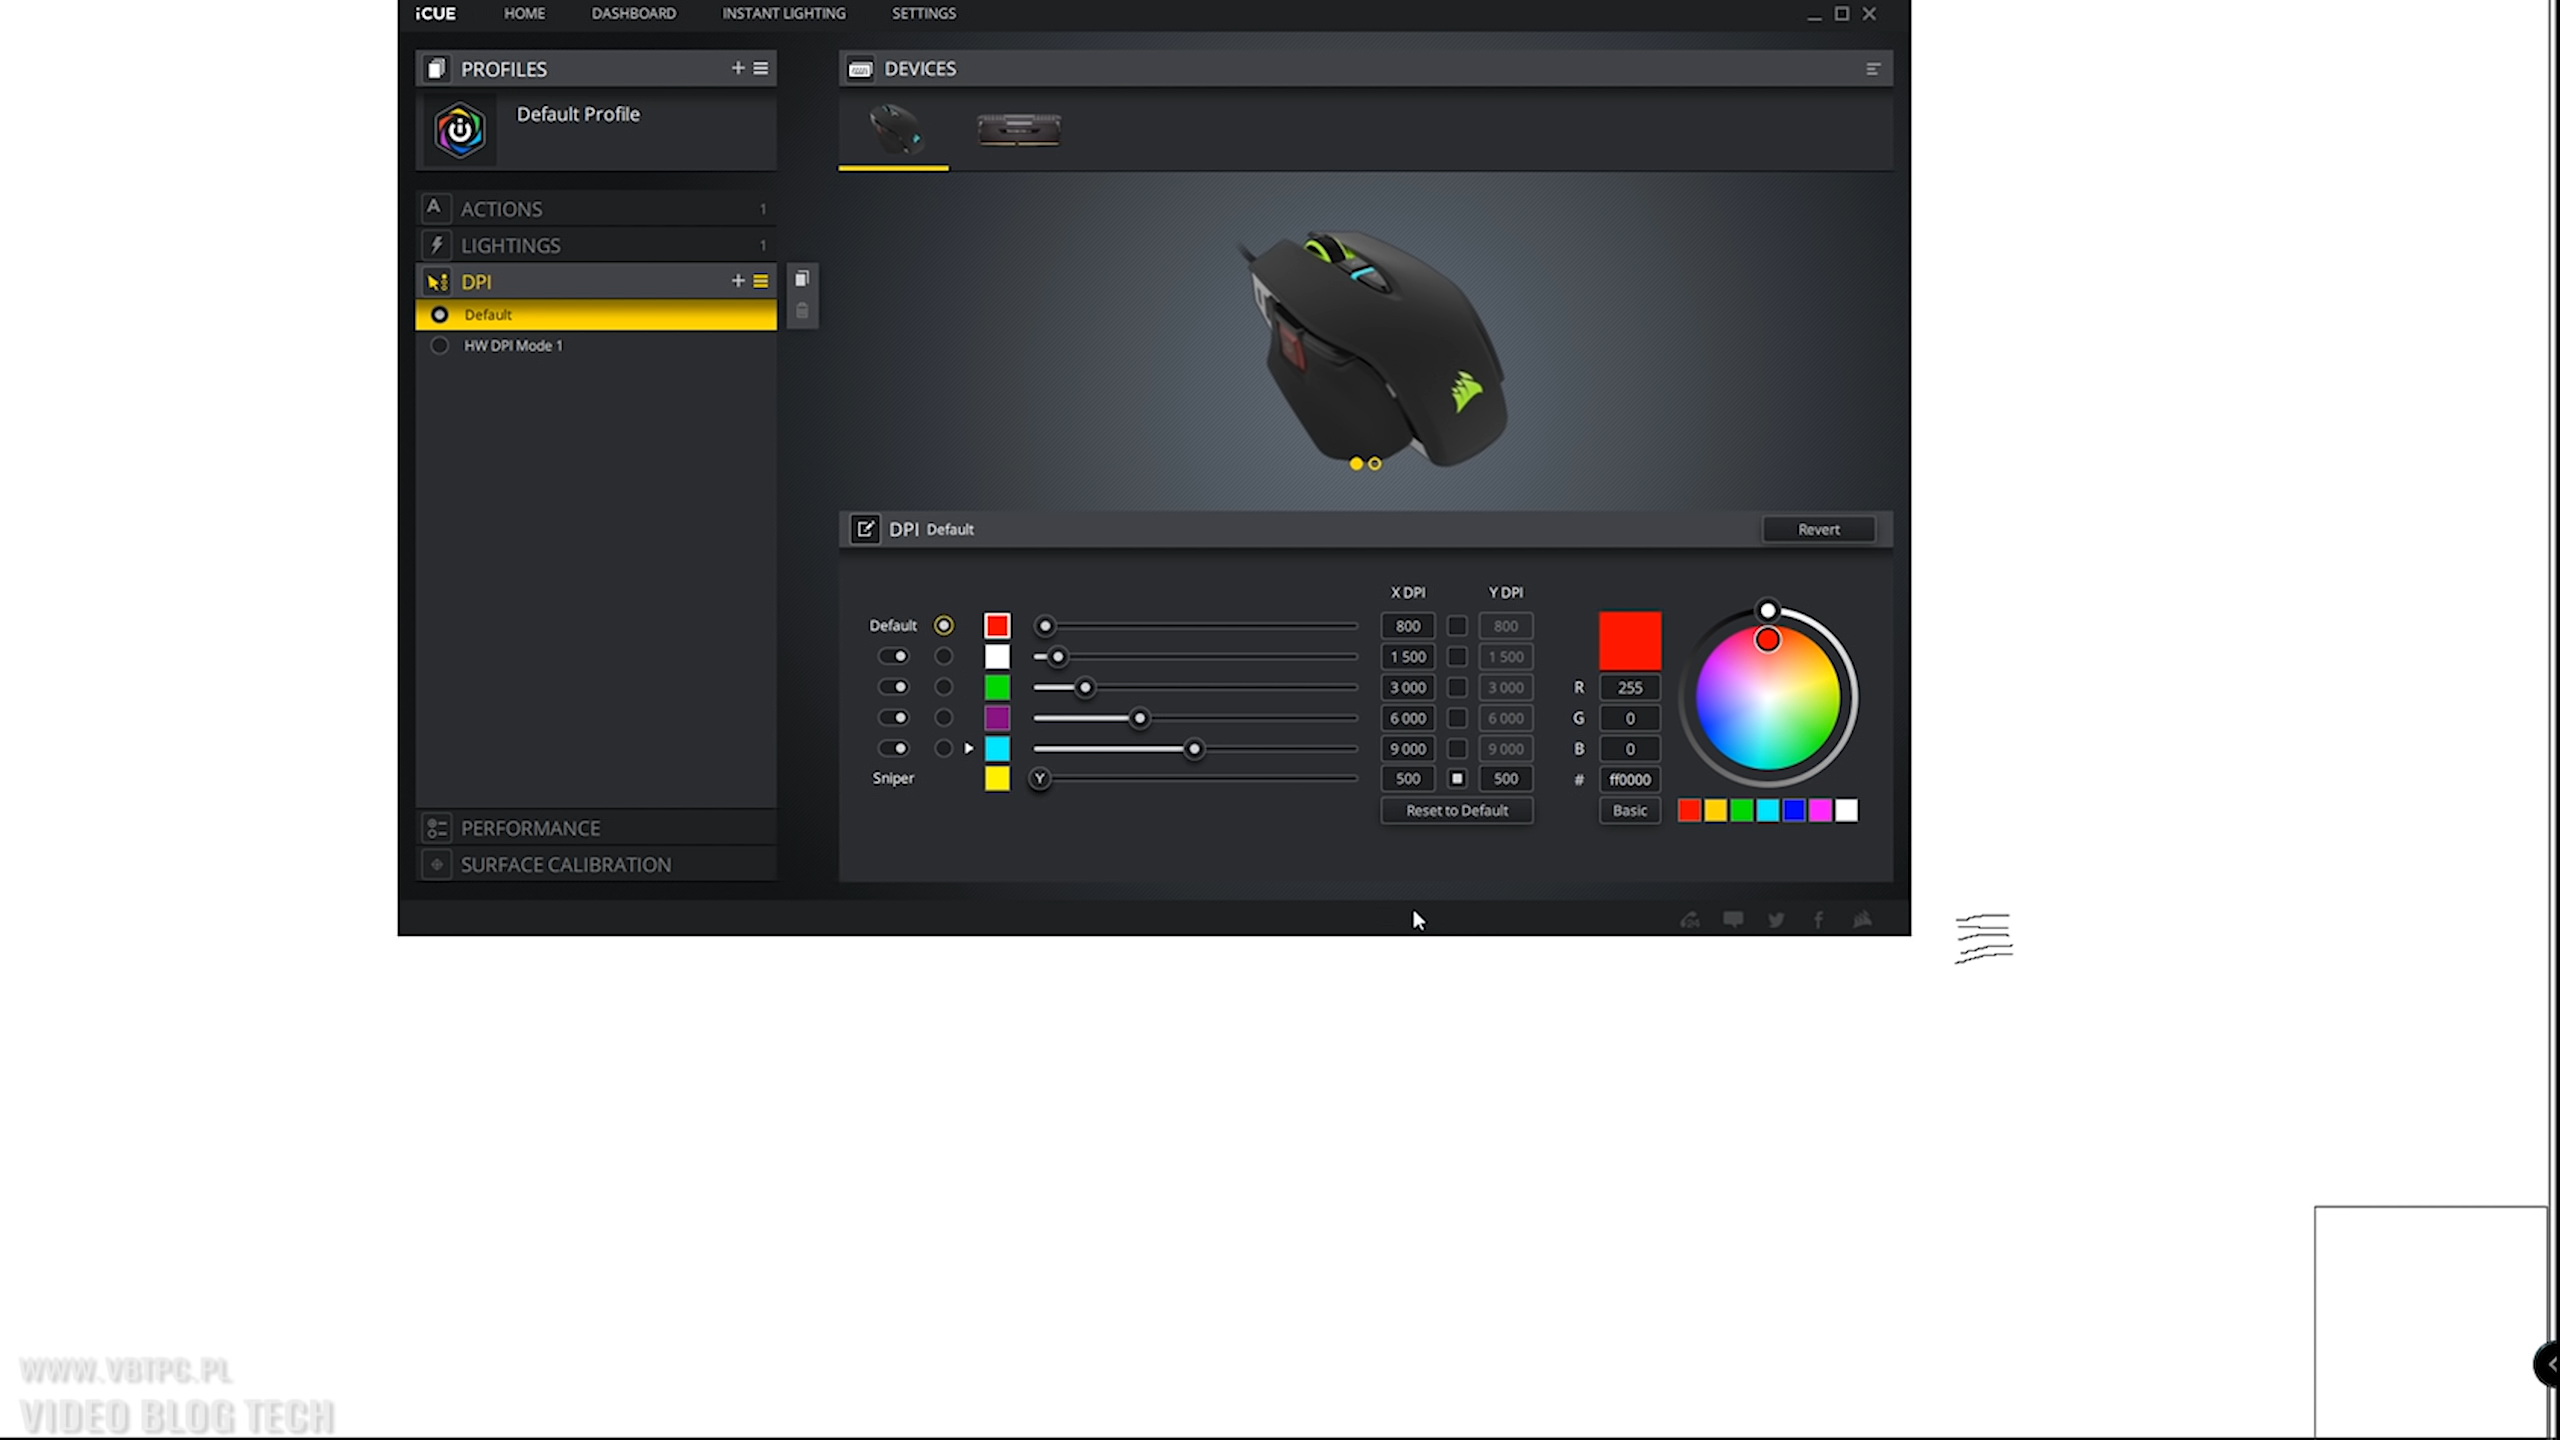 iCUE HOME DASHBOARD INSTANT LIGHTING SETTINGS
PROFILES
Default Profile
ACTIONS 1
LIGHTINGS 1
DPI
Default
HW DPI Mode 1
PERFORMANCE
SURFACE CALIBRATION
DEVICES
DPI Default Revert
X DPI Y DPI
Default 800 800
1 500 1 500
3 000 3 000
6 000 6 000
9 000 9 000
Sniper Y 500 500
Reset to Default
R 255
G 0
B 0
# ff0000
Basic
WWW.VBTPC.PL
VIDEO BLOG TECH